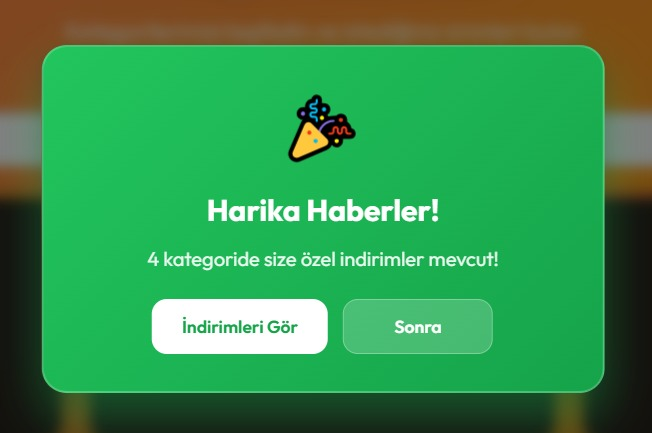 Harika Haberler!
4 kategoride size özel indirimler mevcut!
İndirimleri Gör
Sonra